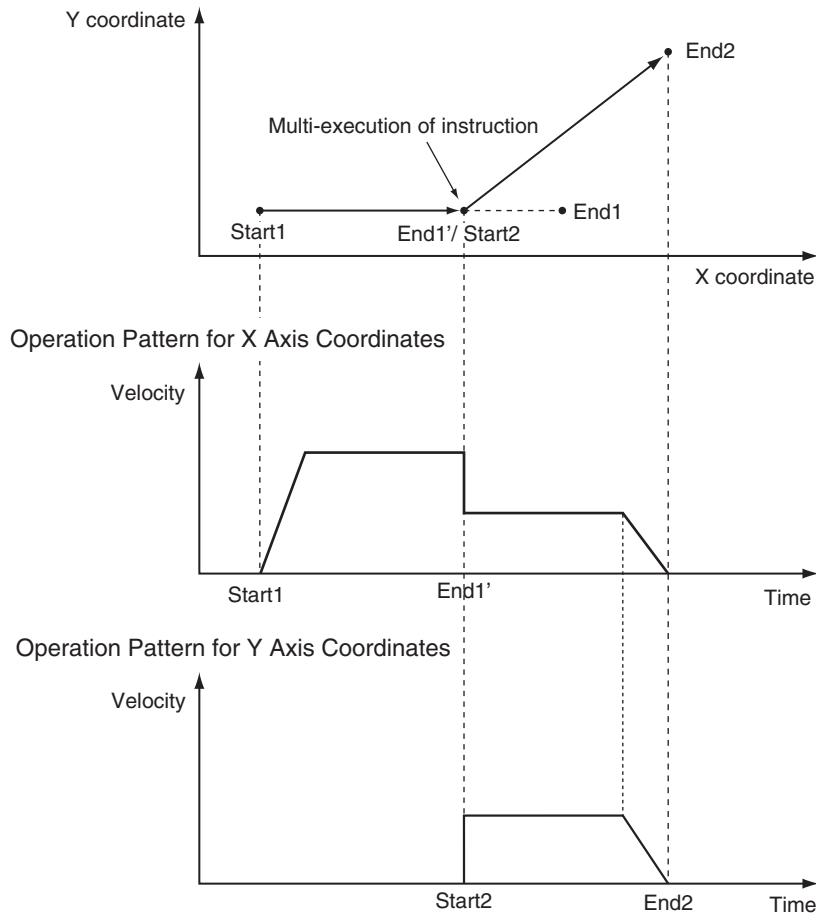 Y coordinate
End2
Multi-execution of instruction
End1
Start1
End1’/ Start2
X coordinate
Operation Pattern for X Axis Coordinates
Velocity
Start1
End1’
Time
Operation Pattern for Y Axis Coordinates
Velocity
Start2
End2
Time